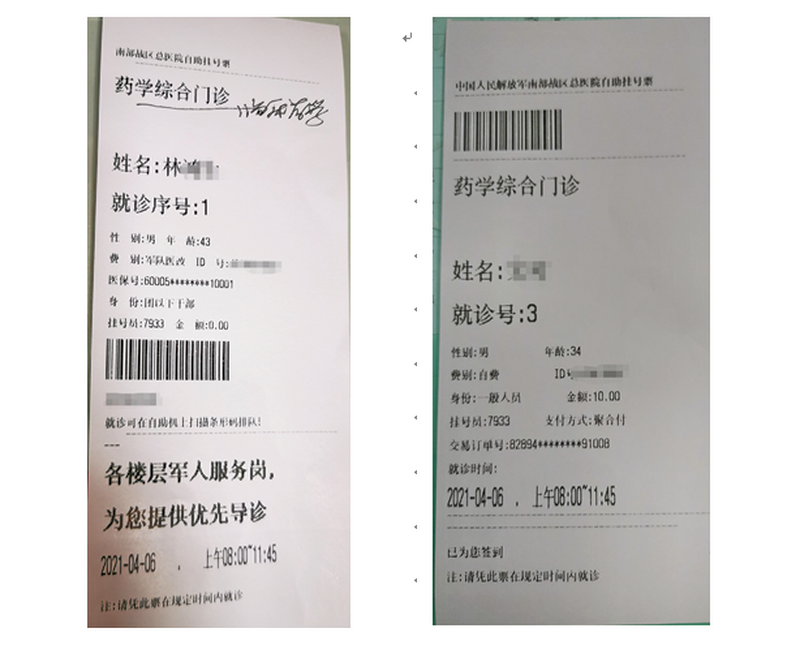 南部战区总医院自助挂号票
药学综合门诊
姓名:林
就诊序号:1
性 别:男 年 龄:43
费 别:军队医改 ID 号:
医保号:60005********10001
身 份:团以下干部
挂号员:7933 金 额:0.00
就诊可在自助机上扫描条形码排队!
各楼层军人服务岗,
为您提供优先导诊
2021-04-06 , 上午08:00~11:45
注:请凭此票在规定时间内就诊
中国人民解放军南部战区总医院自助挂号票
药学综合门诊
姓名:
就诊号:3
性别:男 年龄:34
费别:自费 ID
身份:一般人员 金额:10.00
挂号员:7933 支付方式:聚合付
交易订单号:82894********91008
就诊时间:
2021-04-06 , 上午08:00~11:45
已为您签到
注:请凭此票在规定时间内就诊